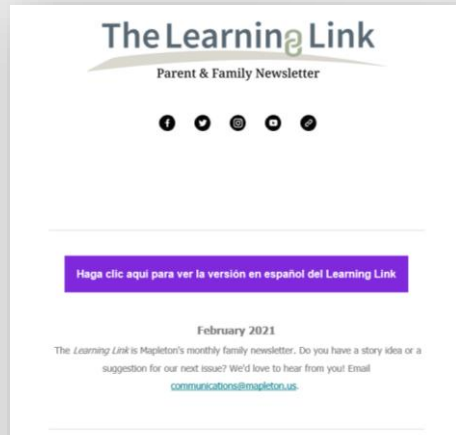 The Learning Link
Parent & Family Newsletter
Haga clic aquí para ver la versión en español del Learning Link
February 2021
The Learning Link is Mapleton's monthly family newsletter. Do you have a story idea or a
suggestion for our next issue? We'd love to hear from you! Email
communications@mapleton.us.